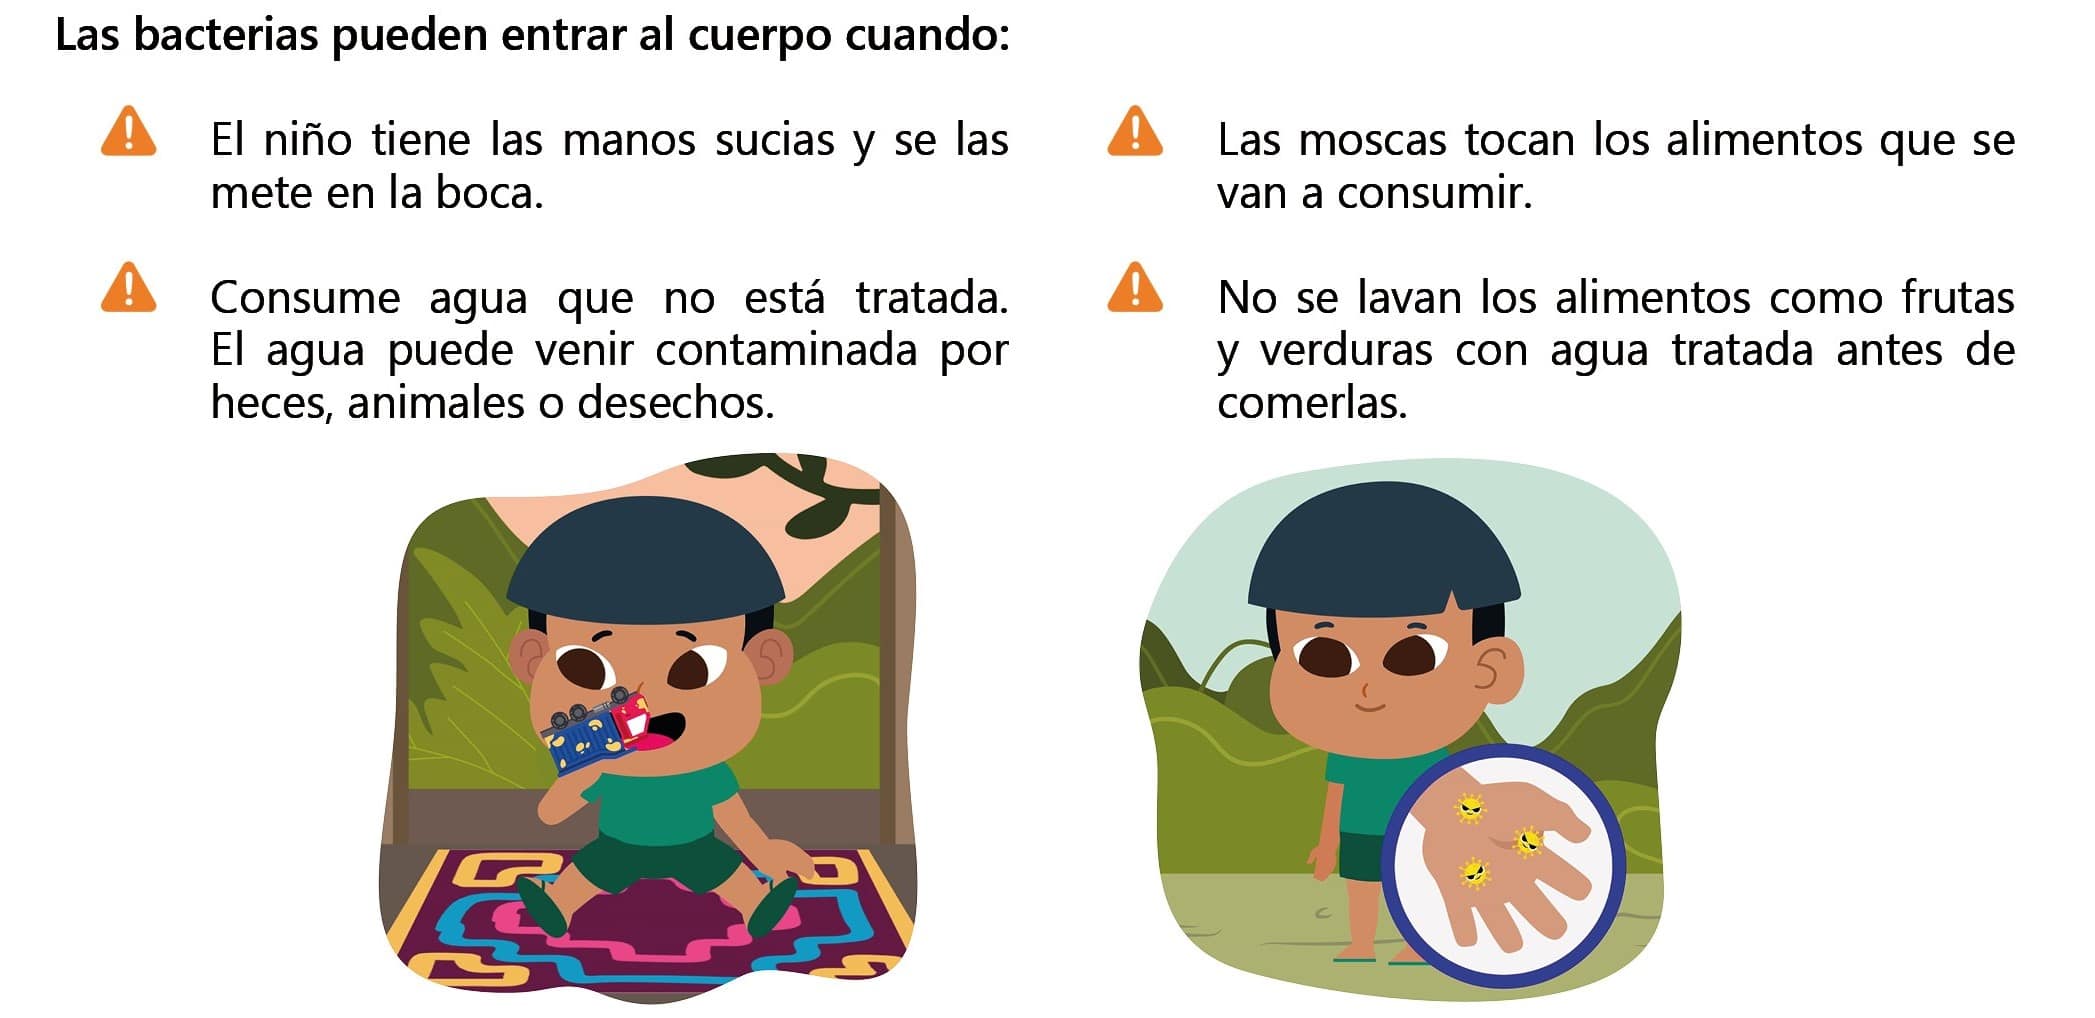 Las bacterias pueden entrar al cuerpo cuando:
El niño tiene las manos sucias y se las
mete en la boca.
Consume agua que no está tratada.
El agua puede venir contaminada por
heces, animales o desechos.
Las moscas tocan los alimentos que se
van a consumir.
No se lavan los alimentos como frutas
y verduras con agua tratada antes de
comerlas.